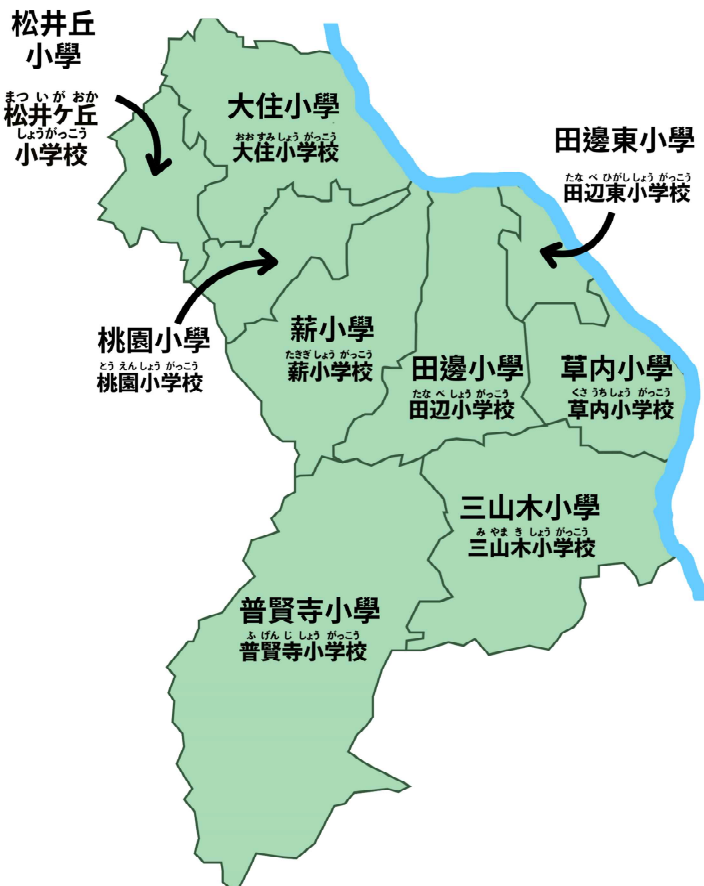 松井丘
小學
まついがおか
松井ケ丘
しょうがっこう
小学校
大住小學
おおすみしょうがっこう
大住小学校
田邊東小學
たなべひがししょうがっこう
田辺東小学校
桃園小學
とうえんしょうがっこう
桃園小学校
薪小學
たきぎしょうがっこう
薪小学校
田邊小學
たなべしょうがっこう
田辺小学校
草内小學
くさうちしょうがっこう
草内小学校
三山木小學
みやまきしょうがっこう
三山木小学校
普賢寺小學
ふげんじしょうがっこう
普賢寺小学校